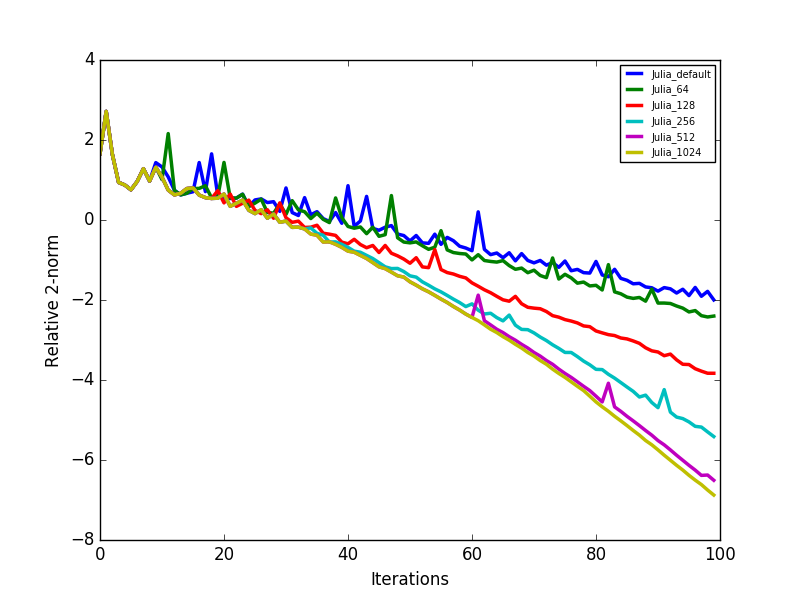 4
2
0
−2
−4
−6
−8
0 20 40 60 80 100
Iterations
Relative 2-norm
Julia_default
Julia_64
Julia_128
Julia_256
Julia_512
Julia_1024